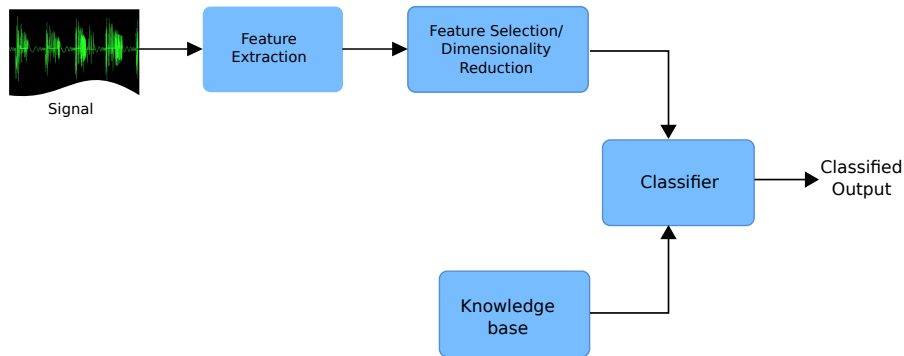 Signal
Feature
Extraction
Feature Selection/
Dimensionality
Reduction
Classifier
Classified
Output
Knowledge
base